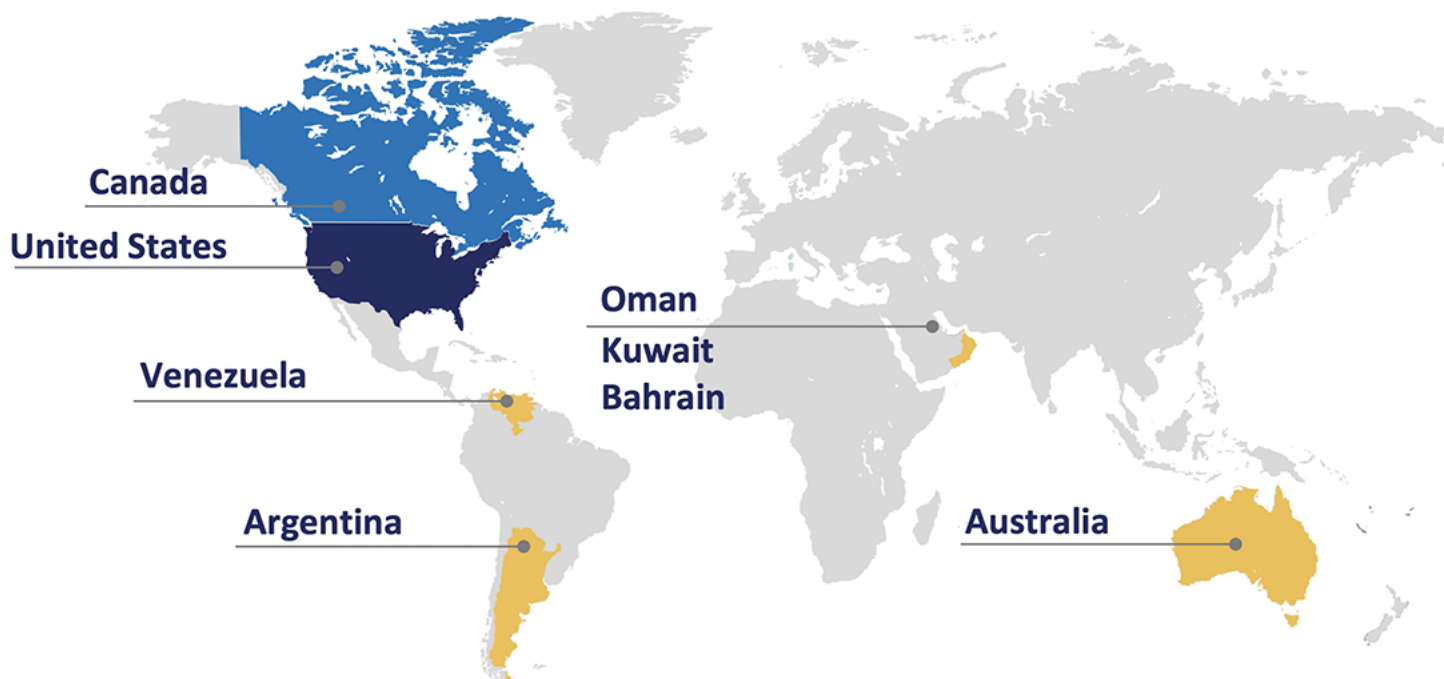 Canada
United States
Venezuela
Argentina
Oman
Kuwait
Bahrain
Australia